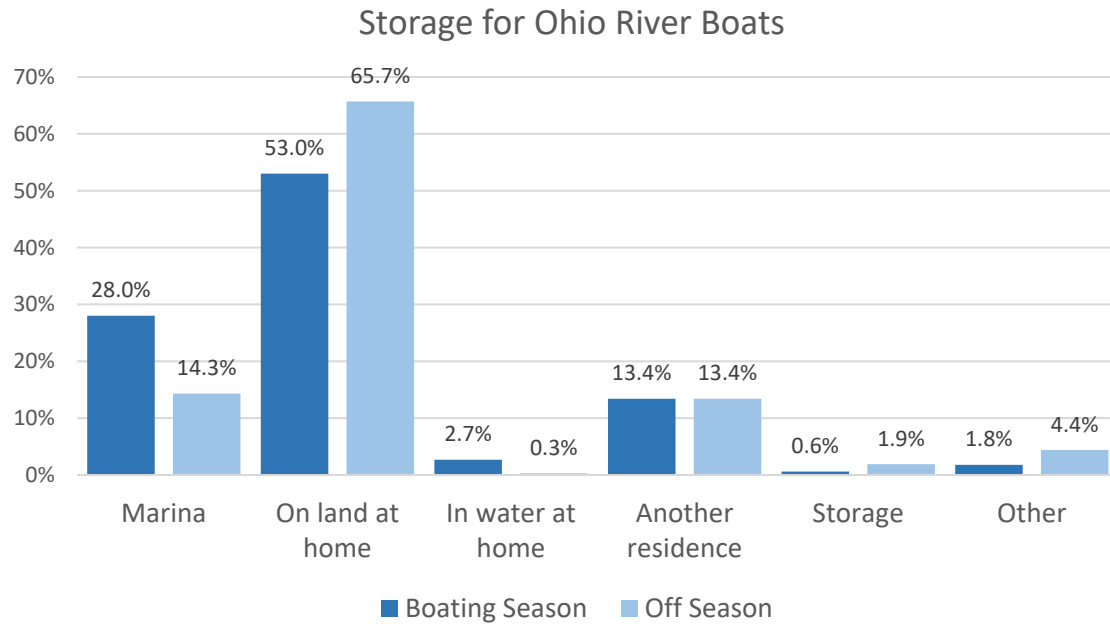 Storage for Ohio River Boats
70%
60%
50%
40%
30%
20%
10%
0%
28.0%
14.3%
53.0%
65.7%
2.7%
0.3%
13.4%
13.4%
0.6%
1.9%
1.8%
4.4%
Marina
On land at
home
In water at
home
Another
residence
Storage
Other
Boating Season
Off Season